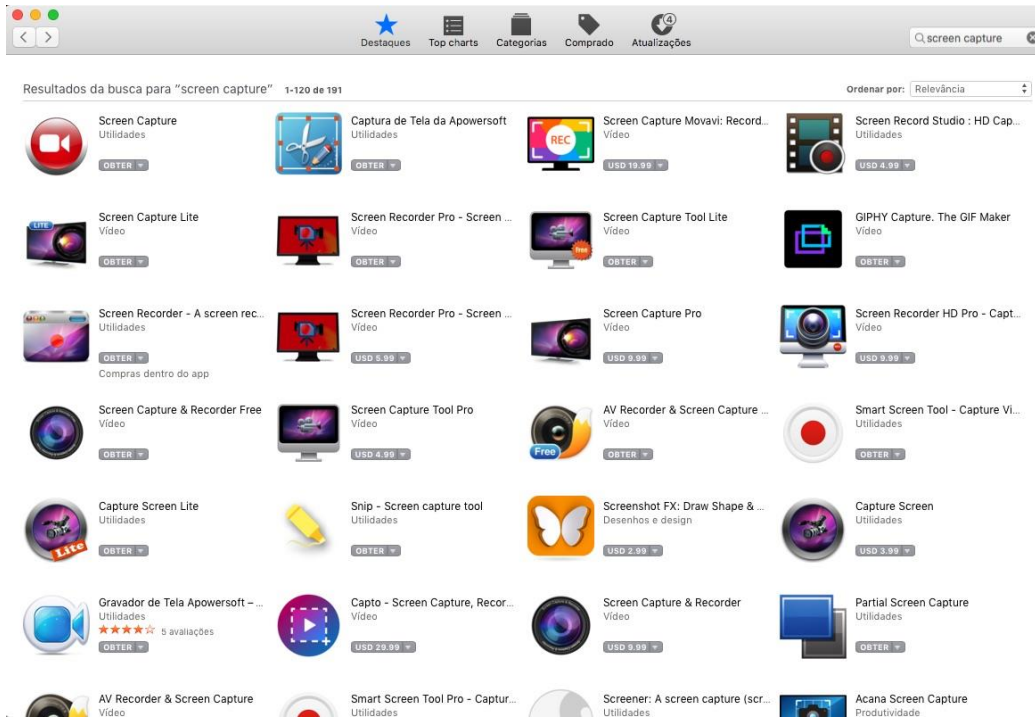 4
Destaques Top charts Categorias Comprado Atualizações
screen capture
Resultados da busca para “screen capture” 1-120 de 191
Ordenar por: Relevância
Screen Capture
Utilidades
OBTER
Captura de Tela da Apowersoft
Utilidades
OBTER
REC
Screen Capture Movavi: Record...
Vídeo
USD 19.99
Screen Record Studio : HD Cap...
Utilidades
USD 4.99
LITE
Screen Capture Lite
Vídeo
OBTER
Screen Recorder Pro - Screen ...
Vídeo
OBTER
Free
Screen Capture Tool Lite
Vídeo
OBTER
GIPHY Capture. The GIF Maker
Vídeo
OBTER
Screen Recorder - A screen rec...
Utilidades
OBTER
Compras dentro do app
Screen Recorder Pro - Screen ...
Vídeo
USD 5.99
Screen Capture Pro
Vídeo
USD 9.99
Screen Recorder HD Pro - Capt...
Vídeo
USD 9.99
Screen Capture & Recorder Free
Vídeo
OBTER
Screen Capture Tool Pro
Vídeo
USD 4.99
Free
AV Recorder & Screen Capture ...
Vídeo
OBTER
Smart Screen Tool - Capture Vi...
Utilidades
OBTER
Lite
Capture Screen Lite
Utilidades
OBTER
Snip - Screen capture tool
Utilidades
OBTER
Screenshot FX: Draw Shape & ...
Desenhos e design
USD 2.99
Capture Screen
Utilidades
USD 3.99
Gravador de Tela Apowersoft – ...
Utilidades
5 avaliações
OBTER
Capto - Screen Capture, Recor...
Vídeo
USD 29.99
Screen Capture & Recorder
Vídeo
USD 9.99
Partial Screen Capture
Utilidades
OBTER
AV Recorder & Screen Capture
Vídeo
Smart Screen Tool Pro - Captur...
Utilidades
Screener: A screen capture (scr...
Utilidades
Acana Screen Capture
Produtividade